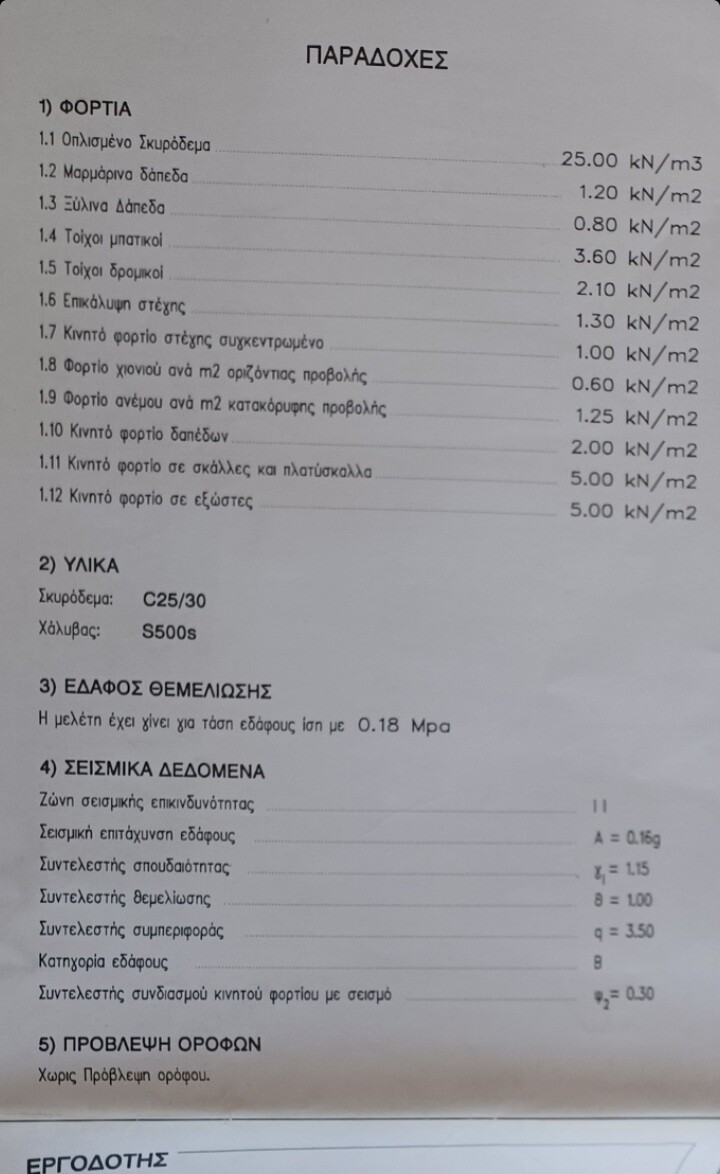 ΠΑΡΑΔΟΧΕΣ
1) ΦΟΡΤΙΑ
1.1 Οπλισμένο Σκυρόδεμα 25.00 kN/m3
1.2 Μαρμάρινα δάπεδα 1.20 kN/m2
1.3 Ξύλινα Δάπεδα 0.80 kN/m2
1.4 Τοίχοι μπατικοί 3.60 kN/m2
1.5 Τοίχοι δρομικοί 2.10 kN/m2
1.6 Επικάλυψη στέγης 1.30 kN/m2
1.7 Κινητό φορτίο στέγης συγκεντρωμένο 1.00 kN/m2
1.8 Φορτίο χιονιού ανά m2 οριζόντιας προβολής 0.60 kN/m2
1.9 Φορτίο ανέμου ανά m2 κατακόρυφης προβολής 1.25 kN/m2
1.10 Κινητό φορτίο δαπέδων 2.00 kN/m2
1.11 Κινητό φορτίο σε σκάλλες και πλατύσκαλλα 5.00 kN/m2
1.12 Κινητό φορτίο σε εξώστες 5.00 kN/m2
2) ΥΛΙΚΑ
Σκυρόδεμα: C25/30
Χάλυβας: S500s
3) ΕΔΑΦΟΣ ΘΕΜΕΛΙΩΣΗΣ
Η μελέτη έχει γίνει για τάση εδάφους ίση με 0.18 Mpa
4) ΣΕΙΣΜΙΚΑ ΔΕΔΟΜΕΝΑ
Ζώνη σεισμικής επικινδυνότητας II
Σεισμική επιτάχυνση εδάφους A = 0.16g
Συντελεστής σπουδαιότητας γ1 = 1.15
Συντελεστής θεμελίωσης θ = 1.00
Συντελεστής συμπεριφοράς q = 3.50
Κατηγορία εδάφους B
Συντελεστής συνδιασμού κινητού φορτίου με σεισμό φ2 = 0.30
5) ΠΡΟΒΛΕΨΗ ΟΡΟΦΩΝ
Χωρις Πρόβλεψη ορόφου.
ΕΡΓΟΔΟΤΗΣ